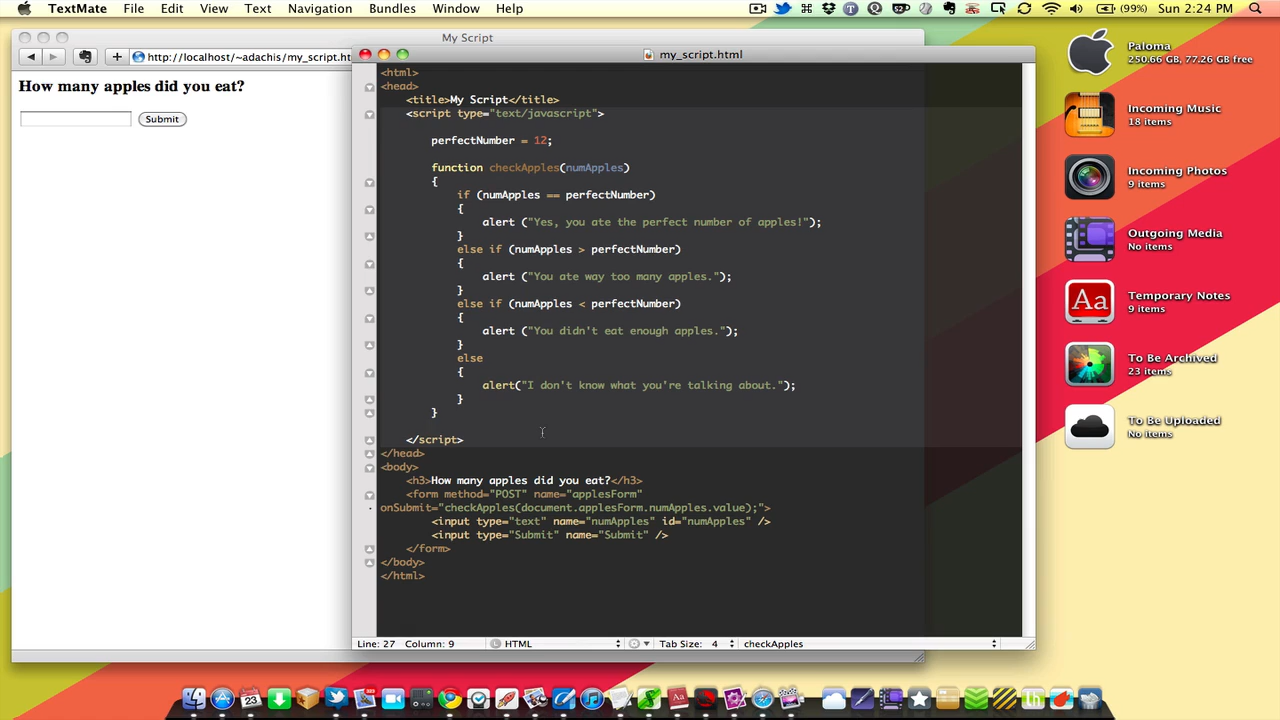 TextMate File Edit View Text Navigation Bundles Window Help (99%) Sun 2:24 PM
My Script
http://localhost/~adachis/my_script.ht
How many apples did you eat?
Submit
my_script.html
<html>
<head>
<title>My Script</title>
<script type="text/javascript">
perfectNumber = 12;
function checkApples(numApples)
{
if (numApples == perfectNumber)
{
alert ("Yes, you ate the perfect number of apples!");
}
else if (numApples > perfectNumber)
{
alert ("You ate way too many apples.");
}
else if (numApples < perfectNumber)
{
alert ("You didn't eat enough apples.");
}
else
{
alert("I don't know what you're talking about.");
}
}
</script>
</head>
<body>
<h3>How many apples did you eat?</h3>
<form method="POST" name="applesForm"
onSubmit="checkApples(document.applesForm.numApples.value);">
<input type="text" name="numApples" id="numApples" />
<input type="Submit" name="Submit" />
</form>
</body>
</html>
Line: 27 Column: 9 L HTML Tab Size: 4 checkApples
Paloma
250.66 GB, 77.26 GB free
Incoming Music
18 items
Incoming Photos
9 items
Outgoing Media
No items
Aa
Temporary Notes
9 items
To Be Archived
23 items
To Be Uploaded
No items
23
Aa